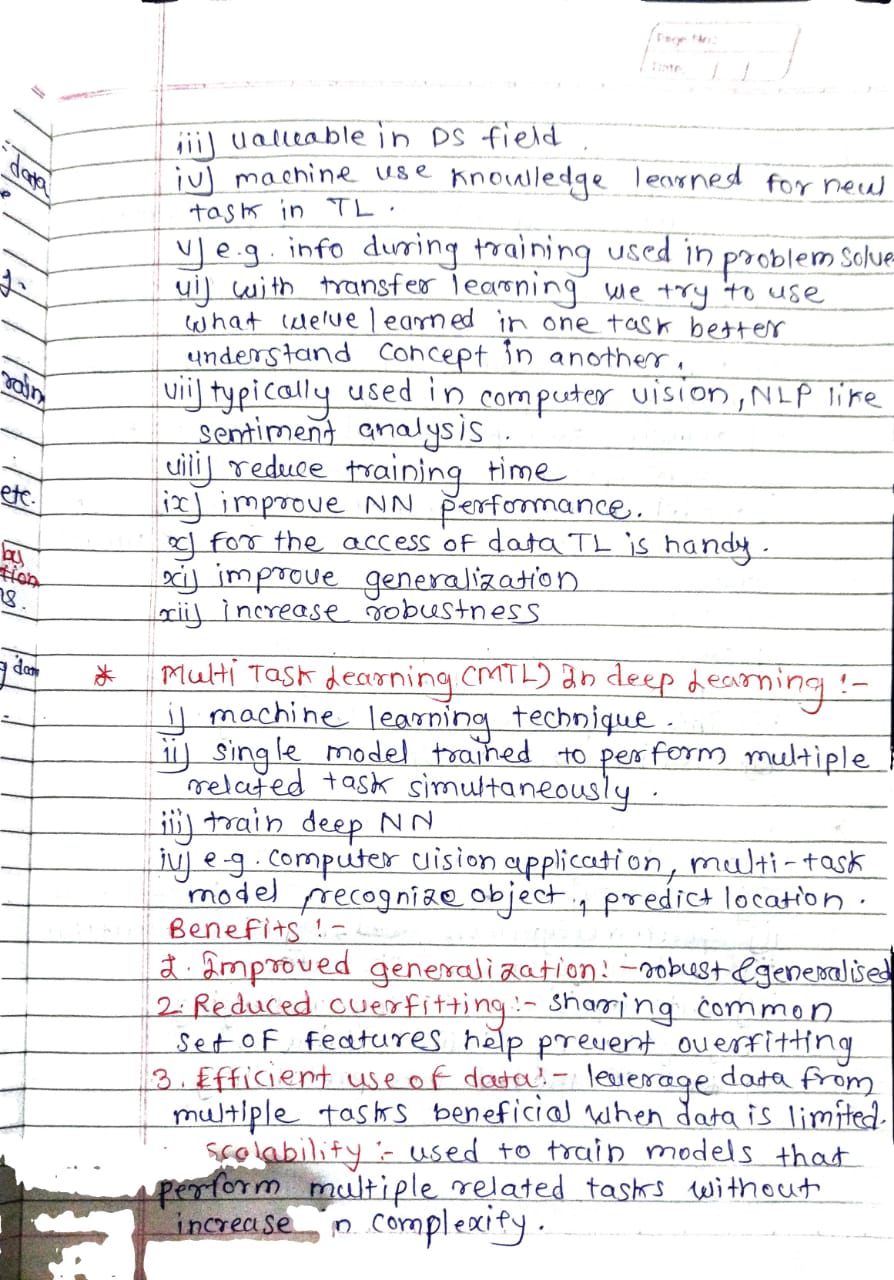 Page No:
Date: / /
iii) valueable in DS field.
iv) machine use knowledge learned for new
task in TL.
v) e.g. info during training used in problem solve
vi) with transfer learning we try to use
what we've learned in one task better
understand concept in another,
vii) typically used in computer vision, NLP like
sentiment analysis.
viii) reduce training time
ix) improve NN performance.
x) for the access of data TL is handy.
xi) improve generalization
xii) increase robustness
* Multi Task Learning (MTL) In deep Learning :-
i) machine learning technique.
ii) single model trained to perform multiple
related task simultaneously.
iii) train deep NN
iv) e.g. computer vision application, multi-task
model recognize object, predict location.
Benefits :-
1. Improved generalization :- robust & generalised
2. Reduced overfitting :- sharing common
set of features help prevent overfitting
3. Efficient use of data :- leverage data from
multiple tasks beneficial when data is limited.
scalability :- used to train models that
perform multiple related tasks without
increase in complexity.
data
rain
etc.
by
tion